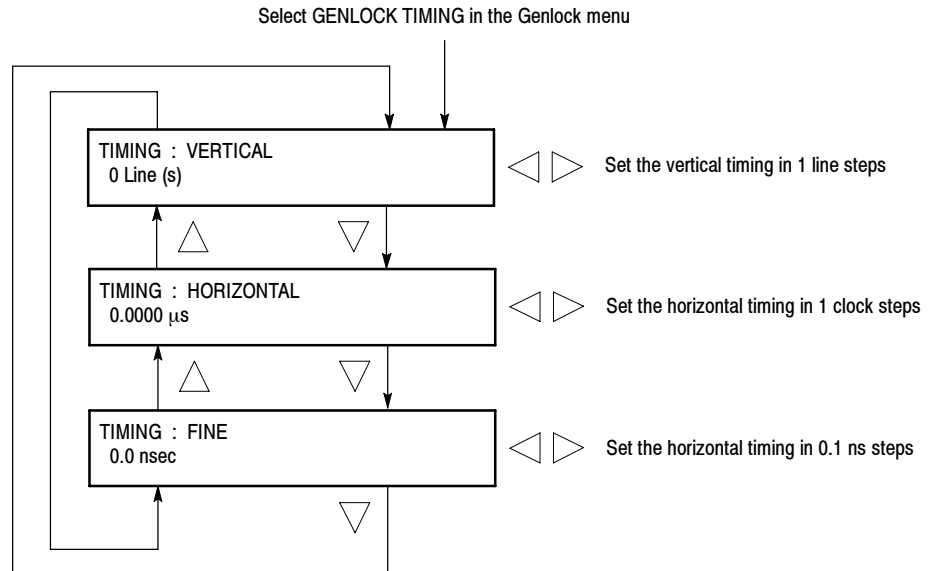 Select GENLOCK TIMING in the Genlock menu
TIMING : VERTICAL
0 Line (s)
Set the vertical timing in 1 line steps
TIMING : HORIZONTAL
0.0000 μs
Set the horizontal timing in 1 clock steps
TIMING : FINE
0.0 nsec
Set the horizontal timing in 0.1 ns steps